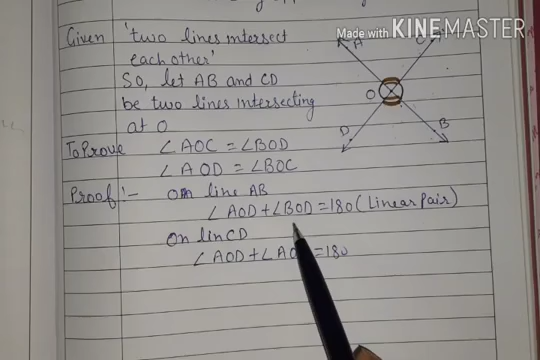 Made with KINEMASTER
Given 'two lines intersect
each other'
So, let AB and CD
be two lines intersecting
at O
To Prove ∠AOC = ∠BOD
∠AOD = ∠BOC
Proof :- on line AB
∠AOD + ∠BOD = 180 (Linear pair)
On lin CD
∠AOD + ∠AO = 180
A
C
O
D
B